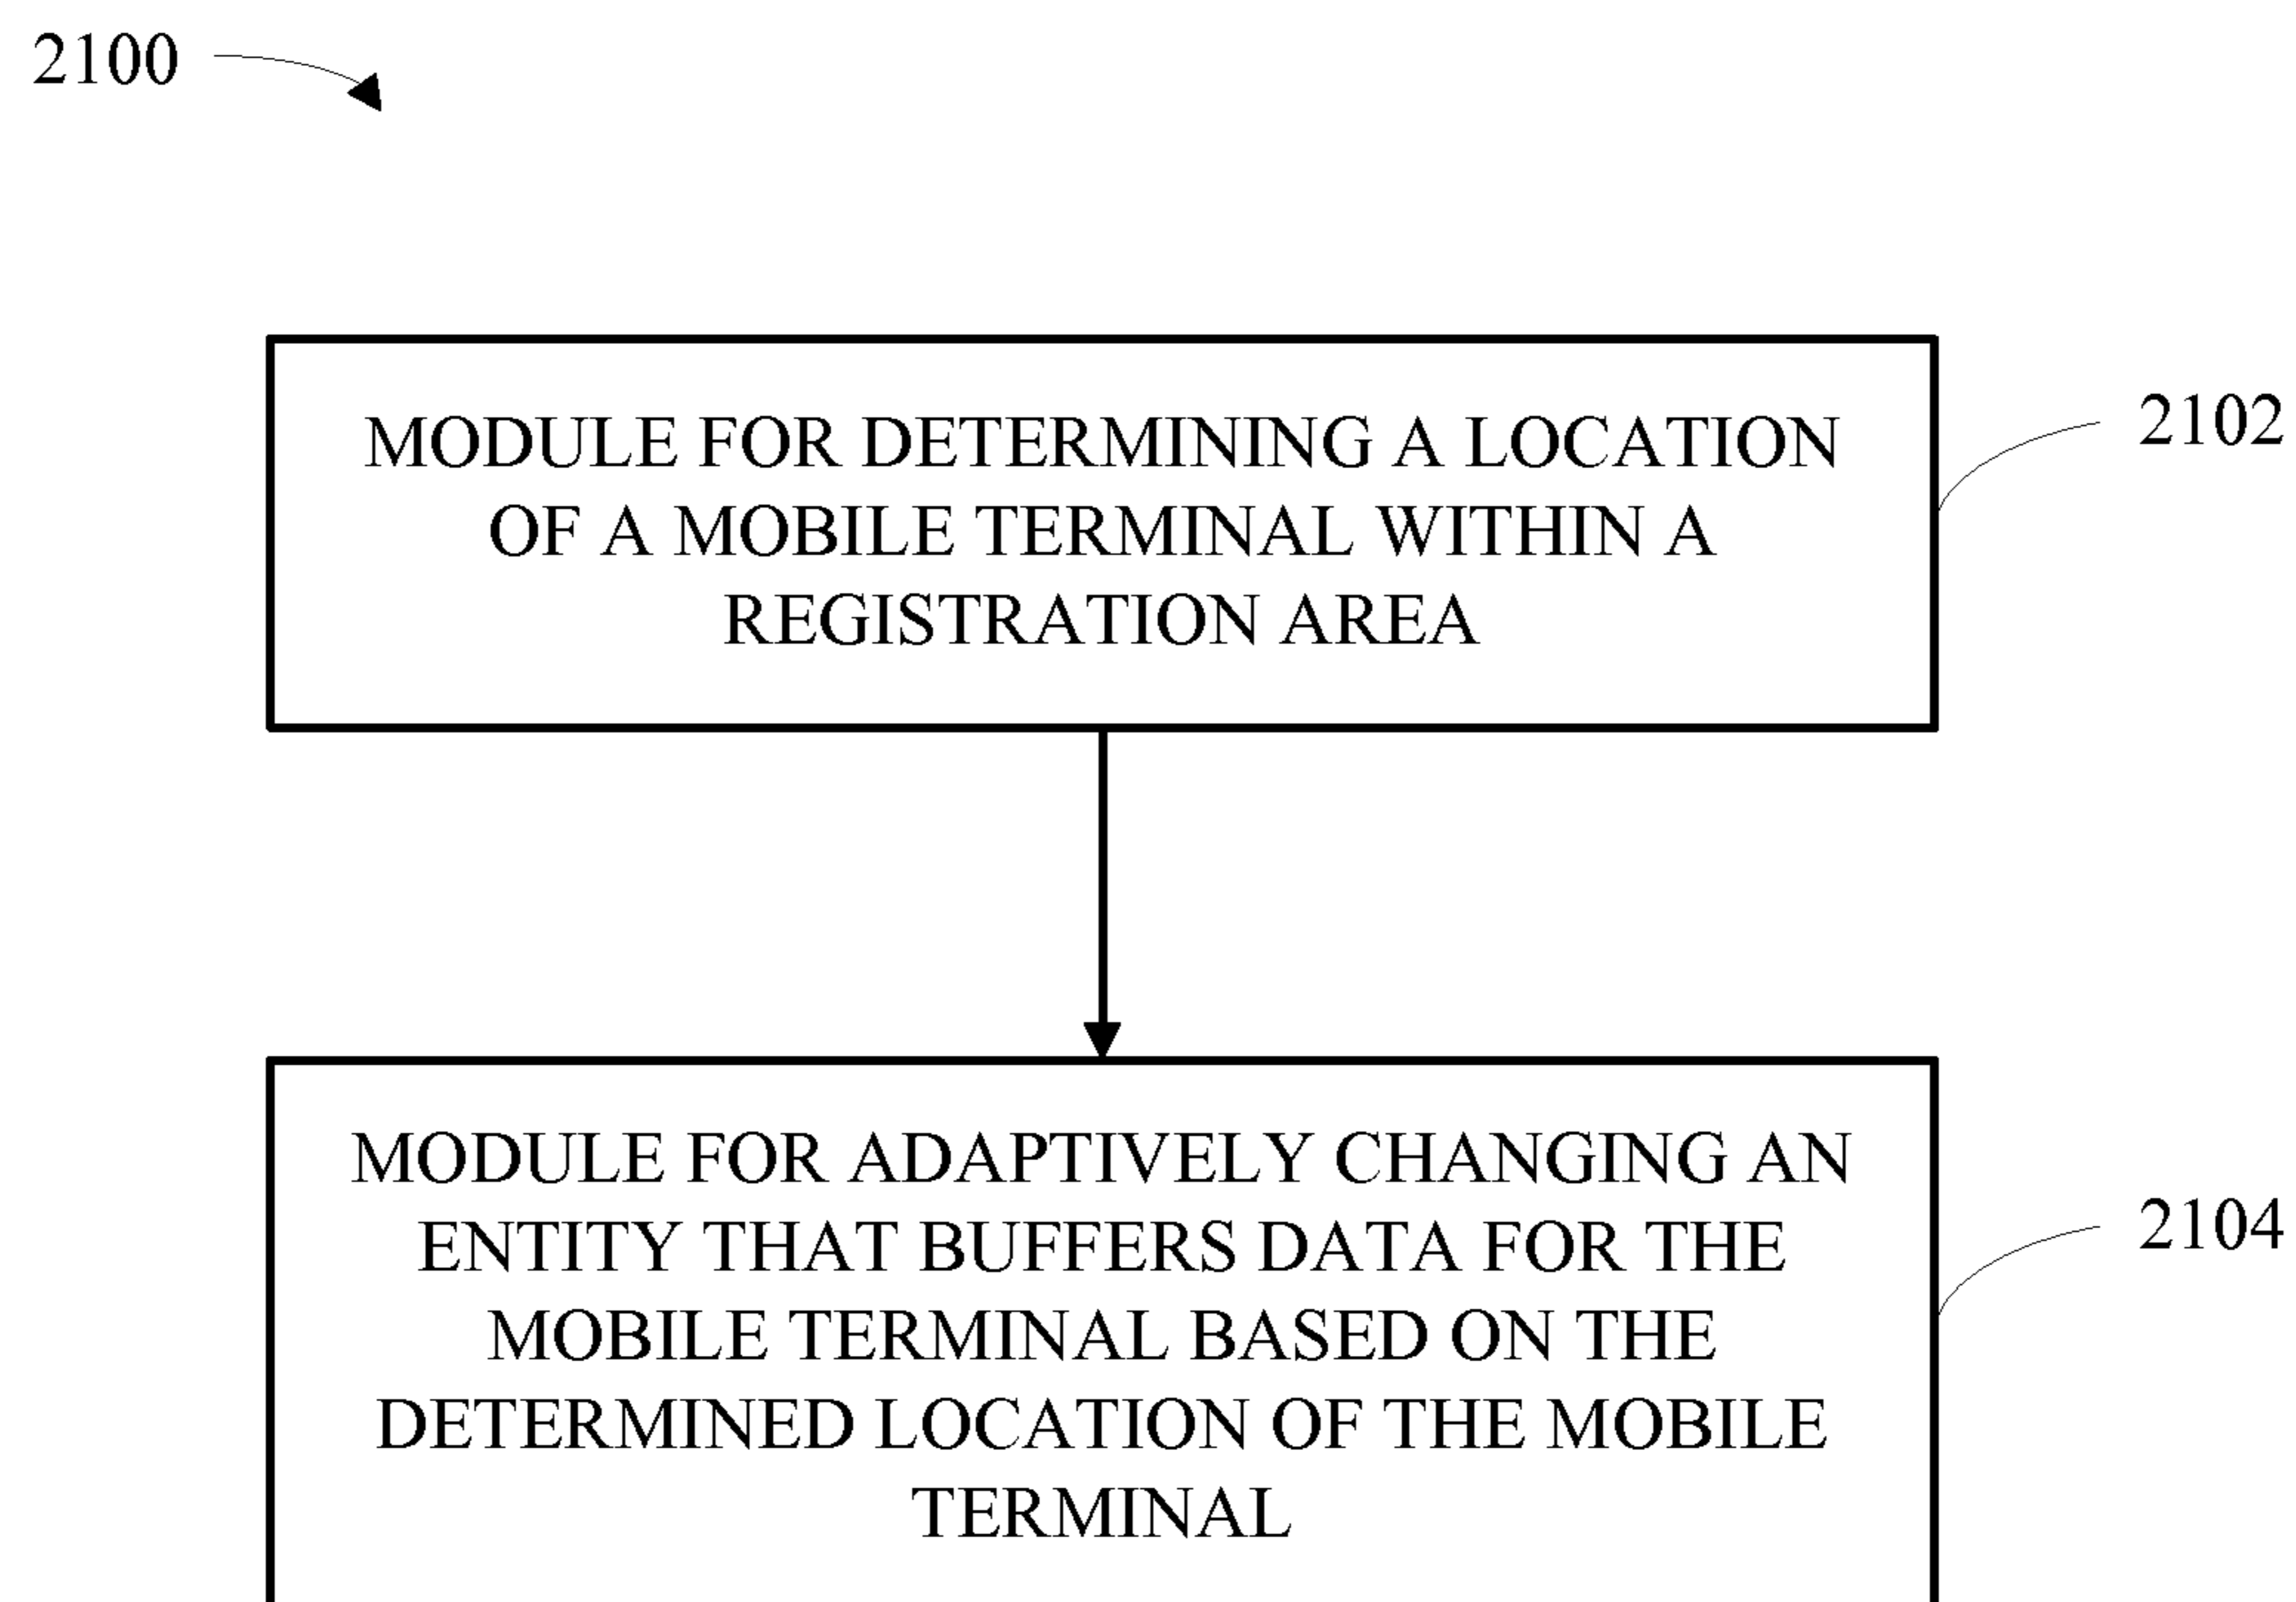 2100
MODULE FOR DETERMINING A LOCATION
OF A MOBILE TERMINAL WITHIN A
REGISTRATION AREA
2102
MODULE FOR ADAPTIVELY CHANGING AN
ENTITY THAT BUFFERS DATA FOR THE
MOBILE TERMINAL BASED ON THE
DETERMINED LOCATION OF THE MOBILE
TERMINAL
2104